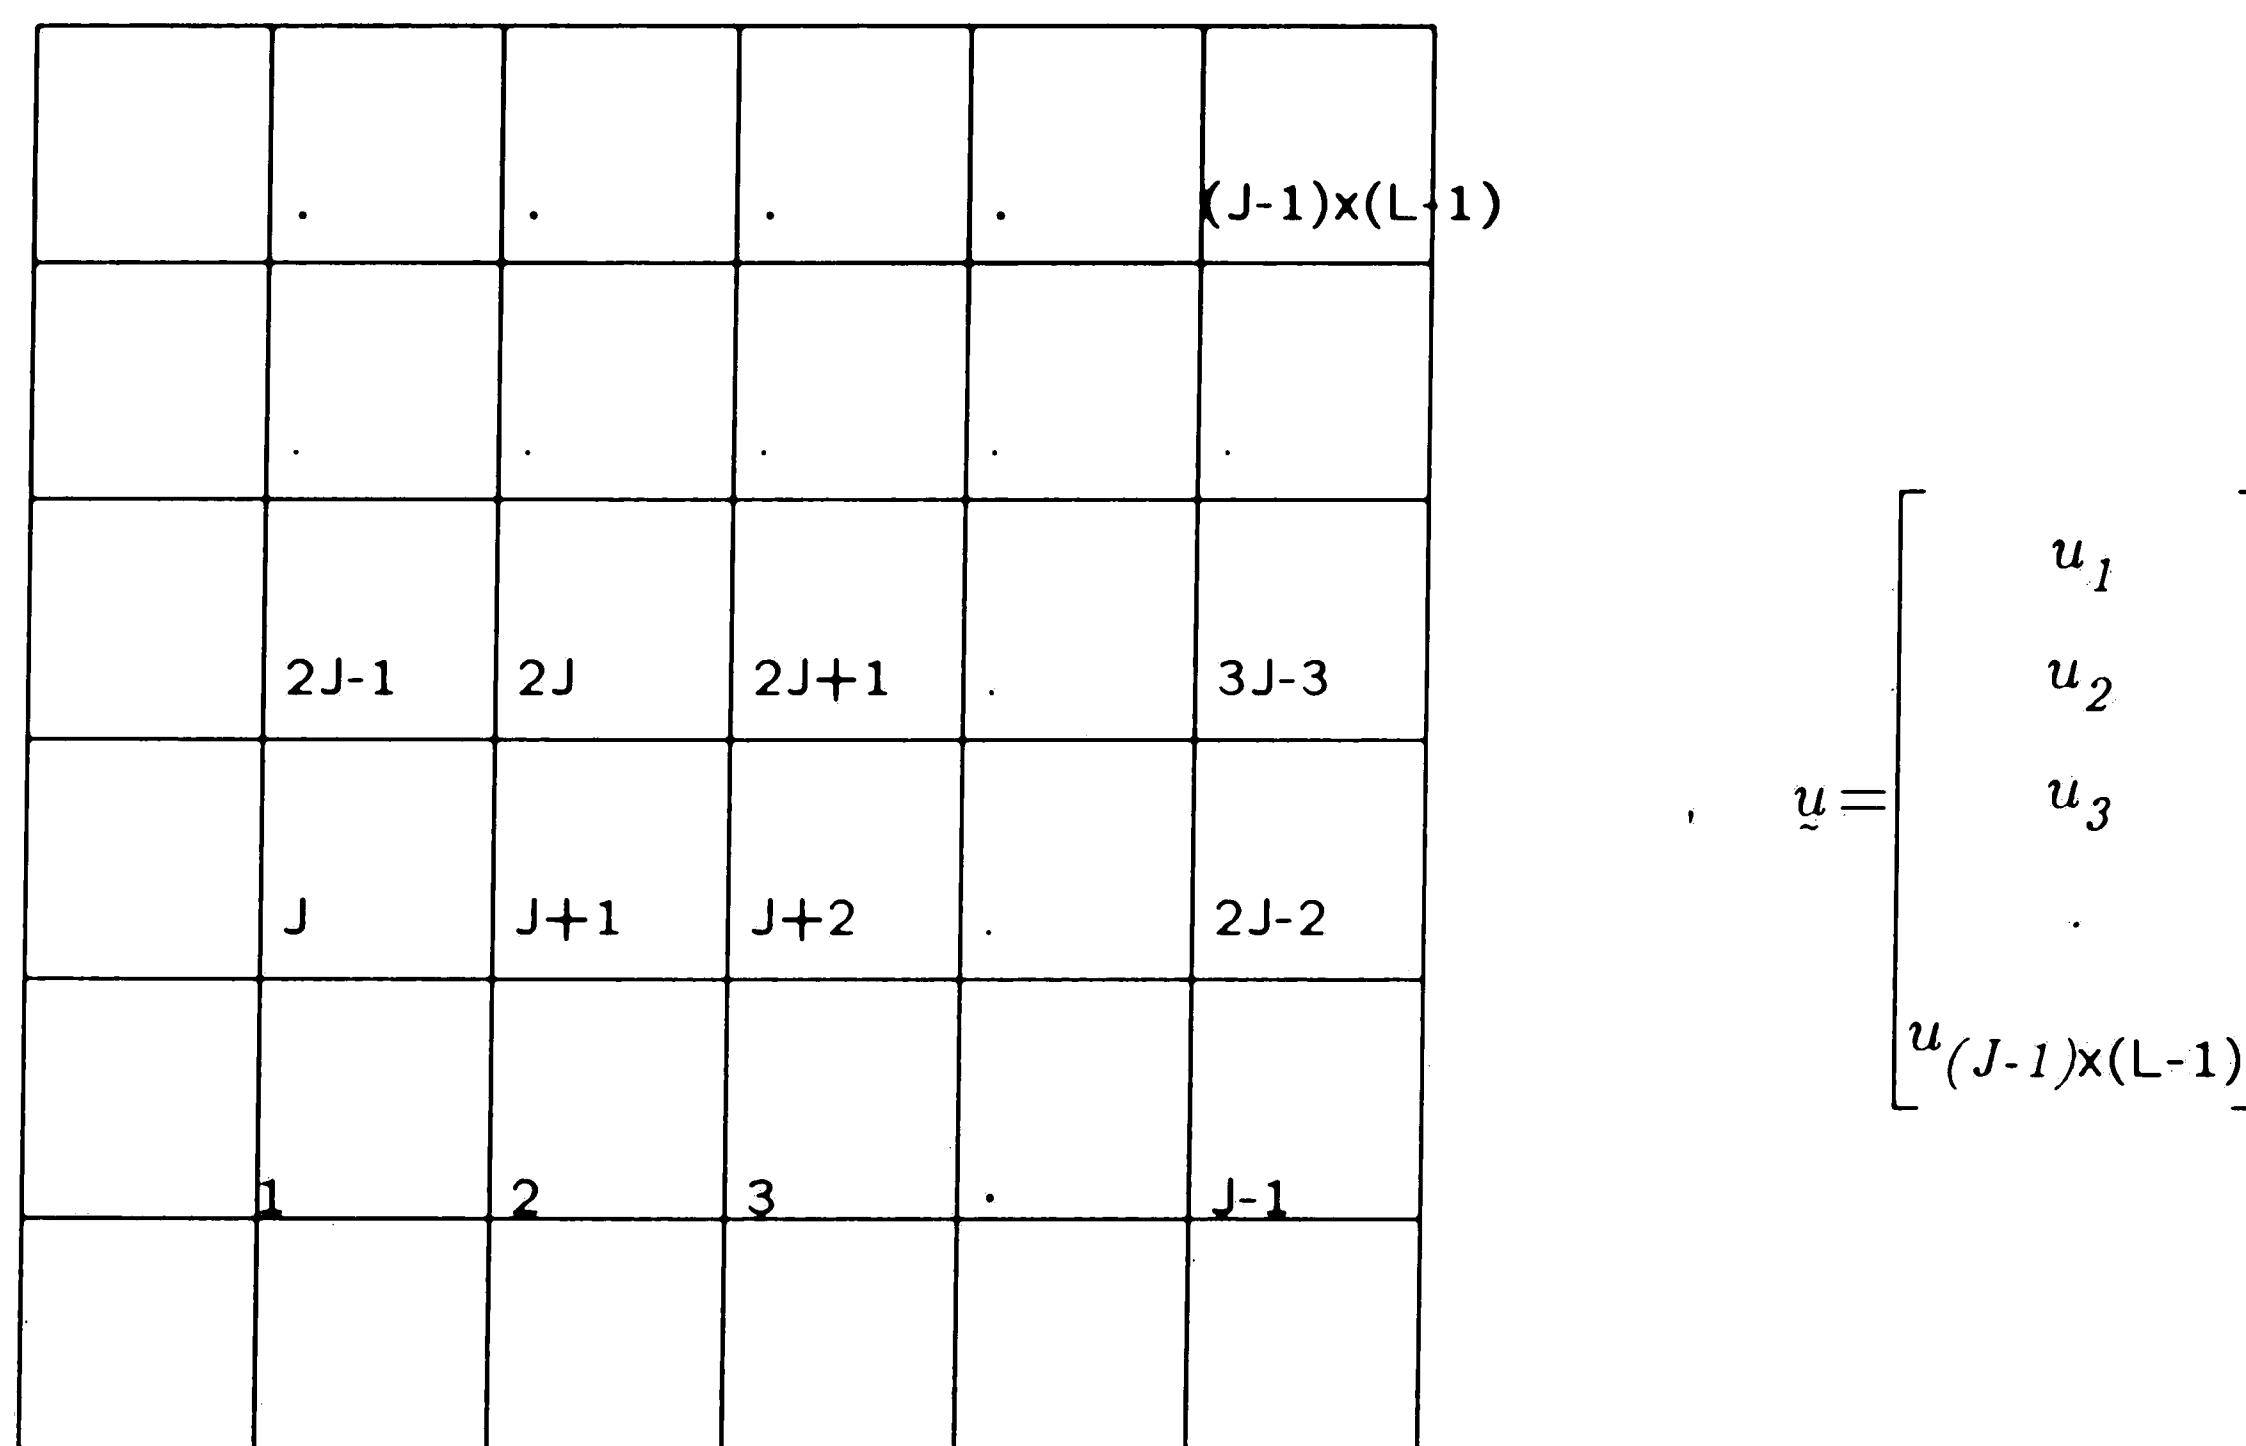 . . . . (J-1)x(L-1)
. . . . .
2J-1 2J 2J+1 . 3J-3
J J+1 J+2 . 2J-2
1 2 3 . J-1
, ṵ =
u₁
u₂
u₃
.
u₍J-1₎x(L-1)